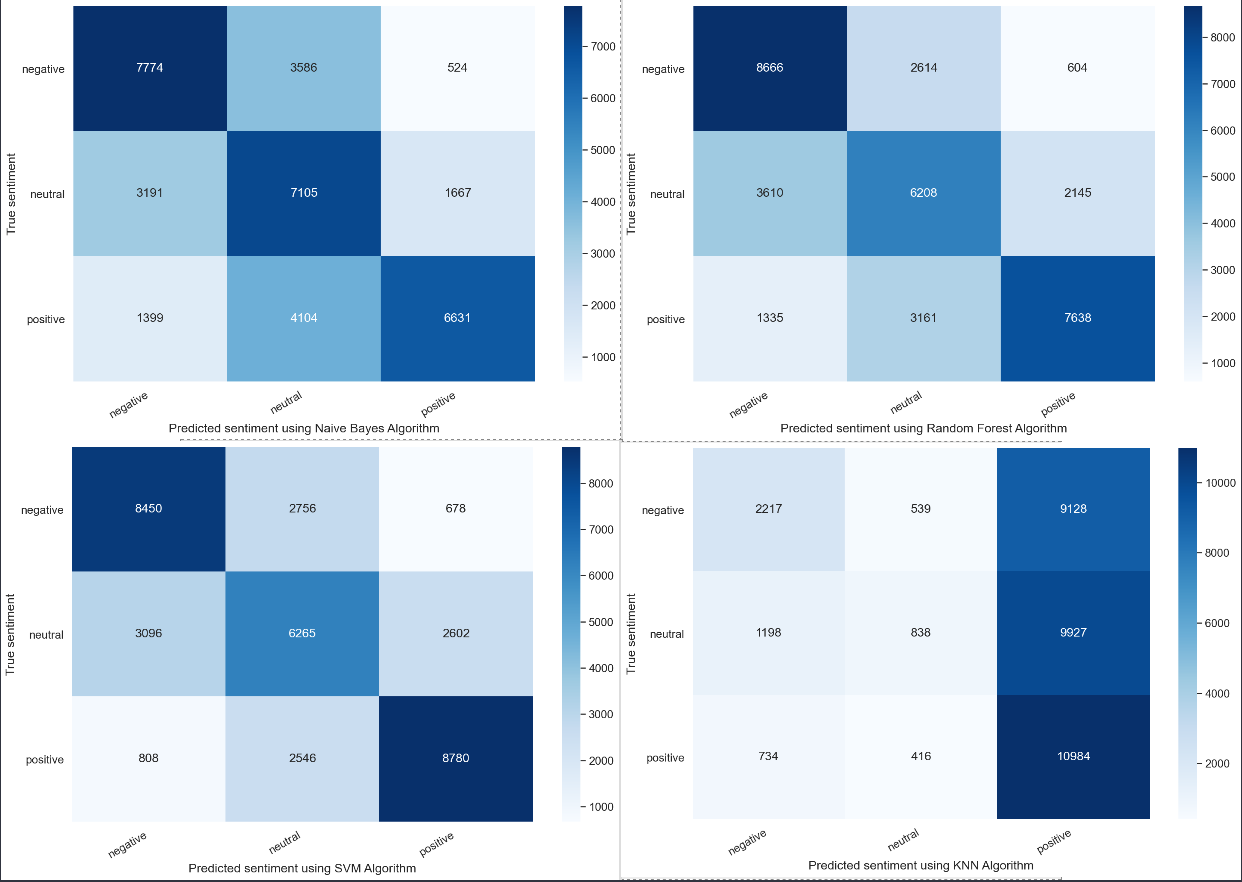 negative 7774 3586 524
neutral 3191 7105 1667
positive 1399 4104 6631
True sentiment
negative neutral positive
Predicted sentiment using Naive Bayes Algorithm
7000
6000
5000
4000
3000
2000
1000
negative 8666 2614 604
neutral 3610 6208 2145
positive 1335 3161 7638
True sentiment
negative neutral positive
Predicted sentiment using Random Forest Algorithm
8000
7000
6000
5000
4000
3000
2000
1000
negative 8450 2756 678
neutral 3096 6265 2602
positive 808 2546 8780
True sentiment
negative neutral positive
Predicted sentiment using SVM Algorithm
8000
7000
6000
5000
4000
3000
2000
1000
negative 2217 539 9128
neutral 1198 838 9927
positive 734 416 10984
True sentiment
negative neutral positive
Predicted sentiment using KNN Algorithm
10000
8000
6000
4000
2000